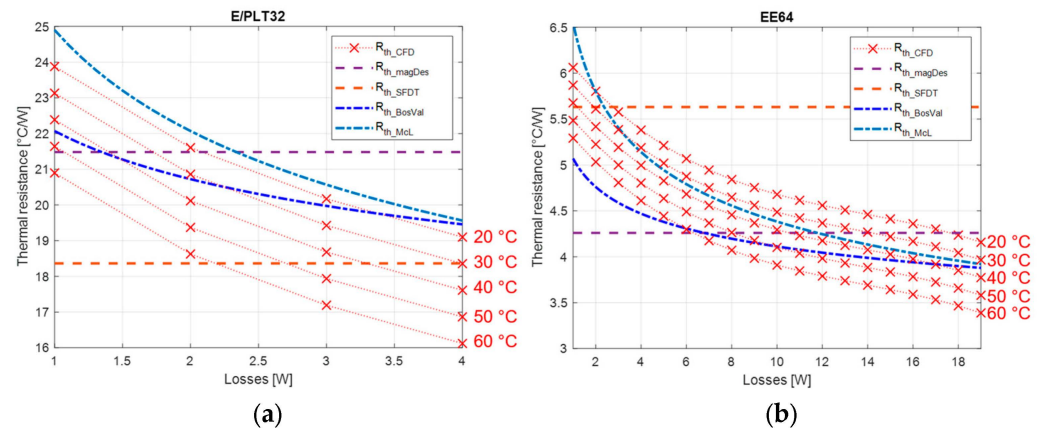 E/PLT32
25
24
23
22
21
20
19
18
17
16
Thermal resistance [°C/W]
1
1.5
2
2.5
3
3.5
4
Losses [W]
R_th_CFD
R_th_magDes
R_th_SFDT
R_th_BosVal
R_th_McL
20 °C
30 °C
40 °C
50 °C
60 °C
(a)
EE64
6.5
6
5.5
5
4.5
4
3.5
3
Thermal resistance [°C/W]
2
4
6
8
10
12
14
16
18
Losses [W]
R_th_CFD
R_th_magDes
R_th_SFDT
R_th_BosVal
R_th_McL
20 °C
30 °C
40 °C
50 °C
60 °C
(b)